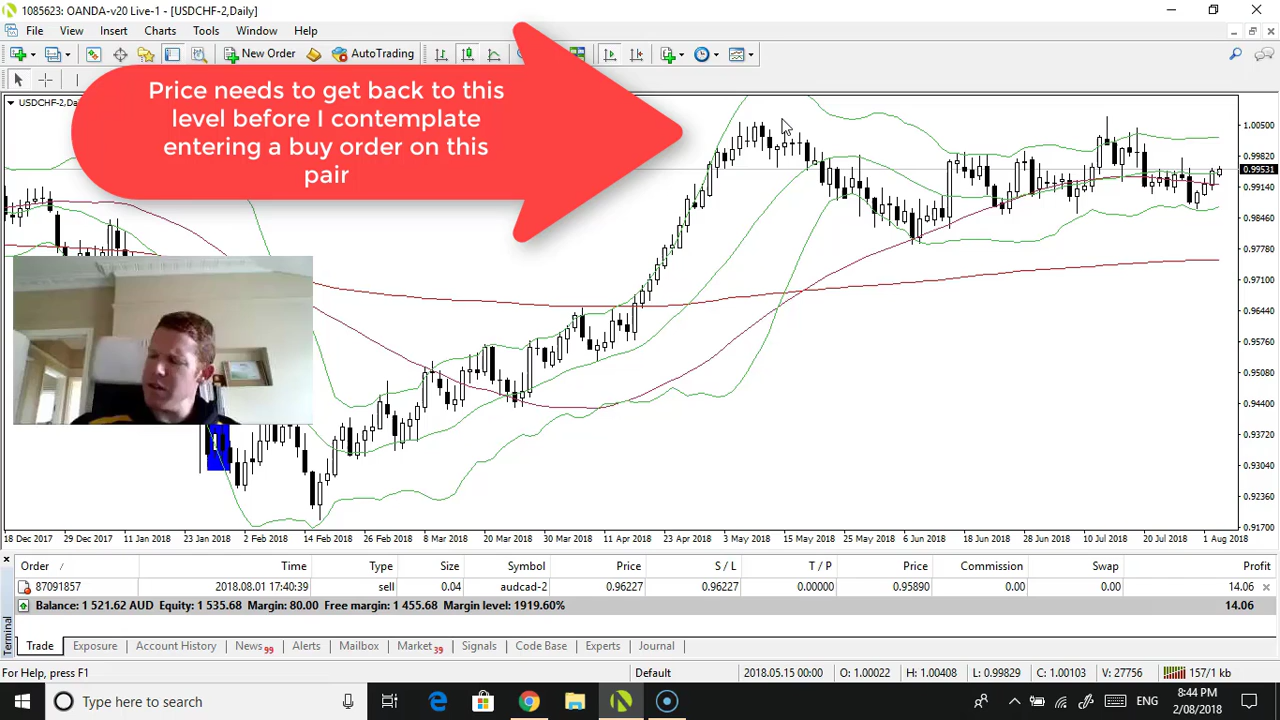 1085623: OANDA-v20 Live-1 - [USDCHF-2,Daily]
File View Insert Charts Tools Window Help
New Order AutoTrading
USDCHF-2,Da
Price needs to get back to this
level before I contemplate
entering a buy order on this
pair
1.00500
0.99820
0.99531
0.99140
0.98460
0.97780
0.97100
0.96440
0.95760
0.95080
0.94400
0.93720
0.93040
0.92360
0.91700
18 Dec 2017 29 Dec 2017 11 Jan 2018 23 Jan 2018 2 Feb 2018 14 Feb 2018 26 Feb 2018 8 Mar 2018 20 Mar 2018 30 Mar 2018 11 Apr 2018 23 Apr 2018 3 May 2018 15 May 2018 25 May 2018 6 Jun 2018 18 Jun 2018 28 Jun 2018 10 Jul 2018 20 Jul 2018 1 Aug 2018
Order / Time Type Size Symbol Price S / L T / P Price Commission Swap Profit
87091857 2018.08.01 17:40:39 sell 0.04 audcad-2 0.96227 0.96227 0.00000 0.95890 0.00 0.00 14.06
Balance: 1 521.62 AUD Equity: 1 535.68 Margin: 80.00 Free margin: 1 455.68 Margin level: 1919.60% 14.06
Terminal
Trade Exposure Account History News 99 Alerts Mailbox Market 39 Signals Code Base Experts Journal
For Help, press F1 Default 2018.05.15 00:00 O: 1.00022 H: 1.00408 L: 0.99829 C: 1.00103 V: 27756 157/1 kb
Type here to search ENG 8:44 PM
2/08/2018